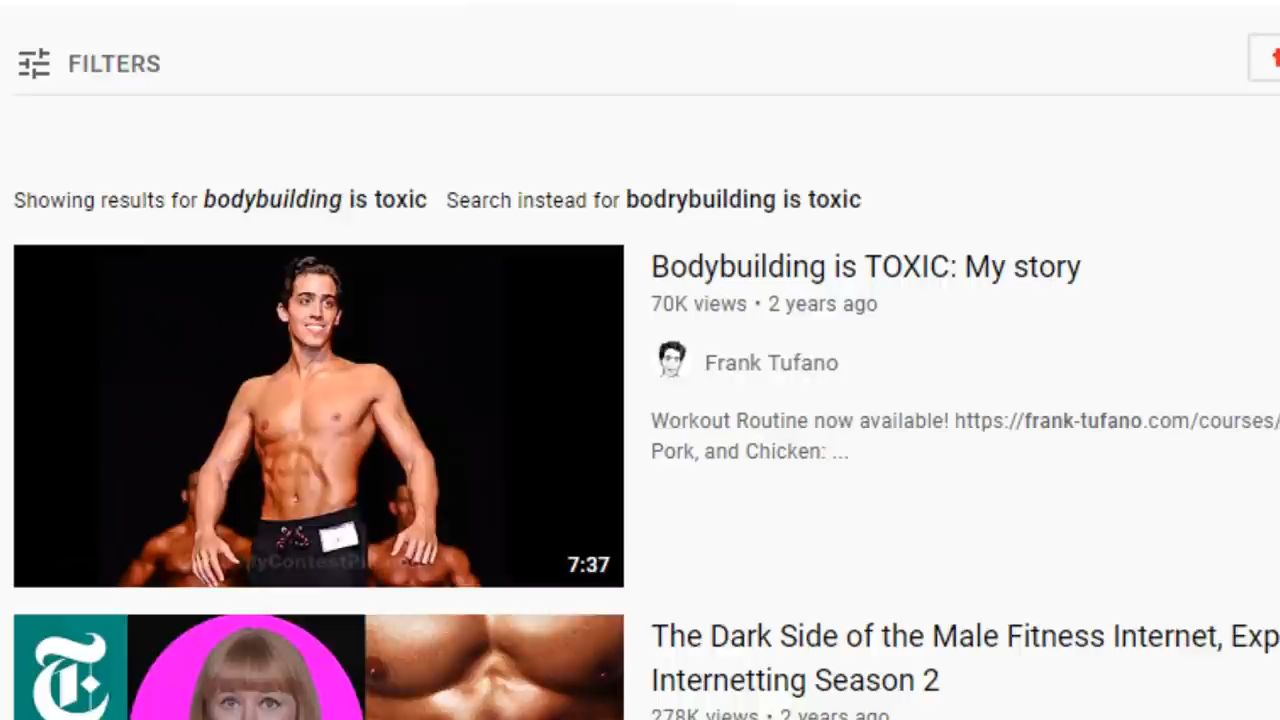 FILTERS
Showing results for bodybuilding is toxic Search instead for bodrybuilding is toxic
Bodybuilding is TOXIC: My story
70K views • 2 years ago
Frank Tufano
Workout Routine now available! https://frank-tufano.com/courses/
Pork, and Chicken: ...
7:37
The Dark Side of the Male Fitness Internet, Exp
Internetting Season 2
278K views • 2 years ago